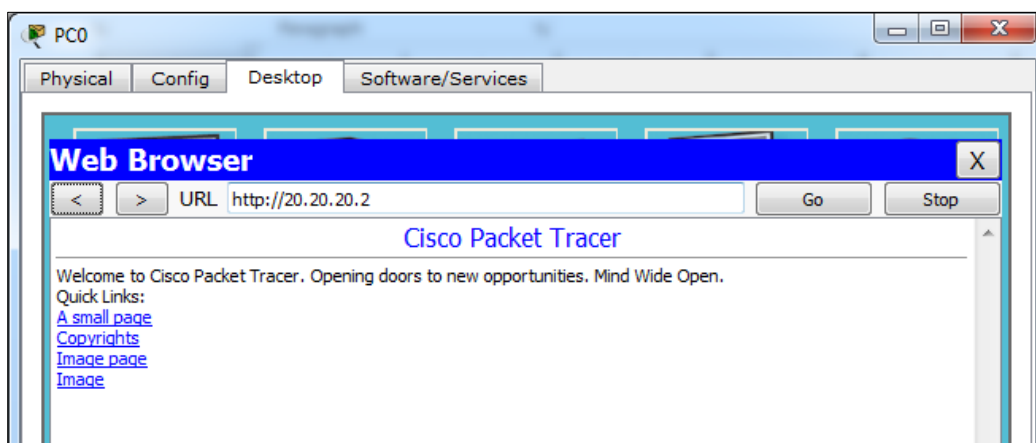 PC0
Physical Config Desktop Software/Services
Web Browser X
< > URL http://20.20.20.2 Go Stop
Cisco Packet Tracer
Welcome to Cisco Packet Tracer. Opening doors to new opportunities. Mind Wide Open.
Quick Links:
A small page
Copyrights
Image page
Image